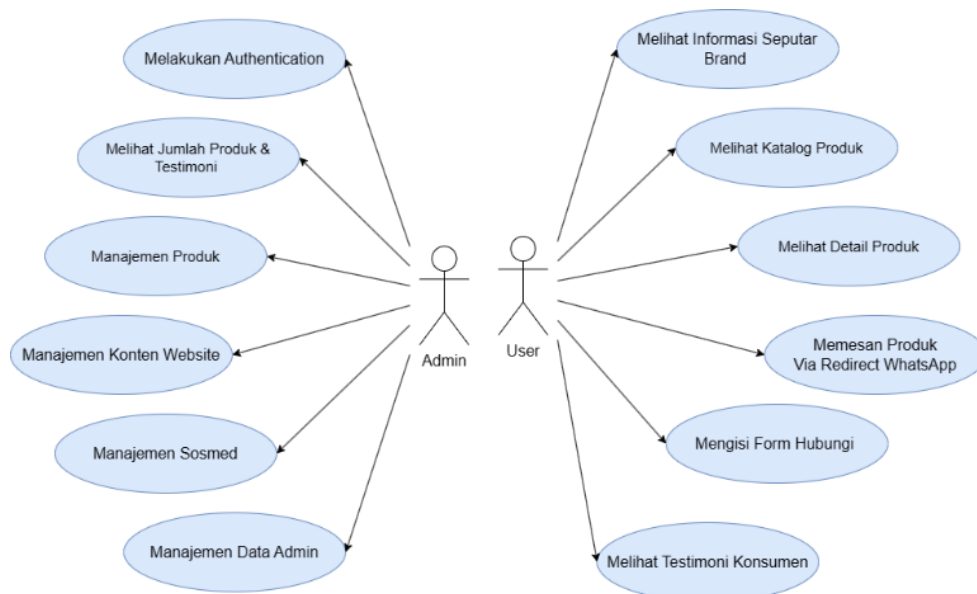 Melakukan Authentication
Melihat Jumlah Produk &
Testimoni
Manajemen Produk
Manajemen Konten Website
Manajemen Sosmed
Manajemen Data Admin
Admin
User
Melihat Informasi Seputar
Brand
Melihat Katalog Produk
Melihat Detail Produk
Memesan Produk
Via Redirect WhatsApp
Mengisi Form Hubungi
Melihat Testimoni Konsumen